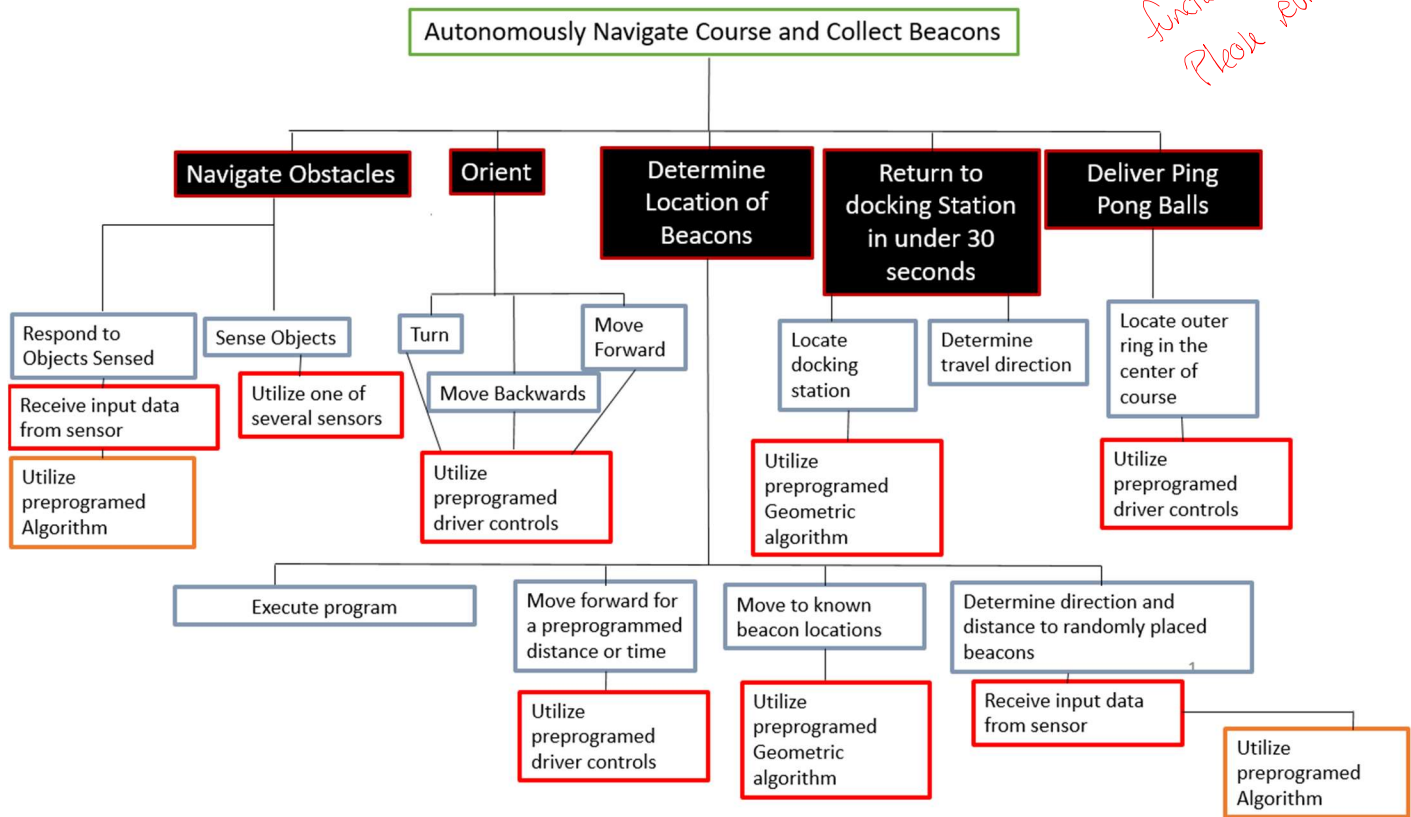 Please
Autonomously Navigate Course and Collect Beacons
Navigate Obstacles
Orient
Determine
Location of
Beacons
Return to
docking Station
in under 30
seconds
Deliver Ping
Pong Balls
Respond to
Objects Sensed
Sense Objects
Turn
Move
Forward
Move Backwards
Locate
docking
station
Determine
travel direction
Locate outer
ring in the
center of
course
Receive input data
from sensor
Utilize one of
several sensors
Utilize
preprogramed
Algorithm
Utilize
preprogramed
driver controls
Utilize
preprogramed
Geometric
algorithm
Utilize
preprogramed
driver controls
Execute program
Move forward for
a preprogrammed
distance or time
Move to known
beacon locations
Determine direction and
distance to randomly placed
beacons
1
Utilize
preprogramed
driver controls
Utilize
preprogramed
Geometric
algorithm
Receive input data
from sensor
Utilize
preprogramed
Algorithm